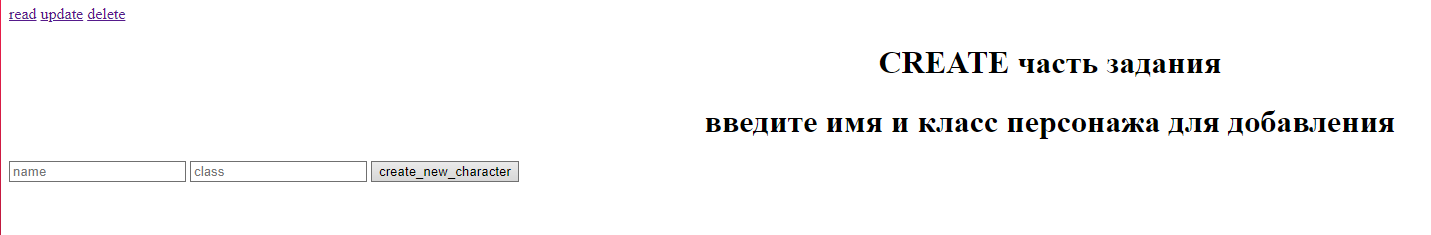 read update delete
CREATE часть задания
введите имя и класс персонажа для добавления
name class create_new_character